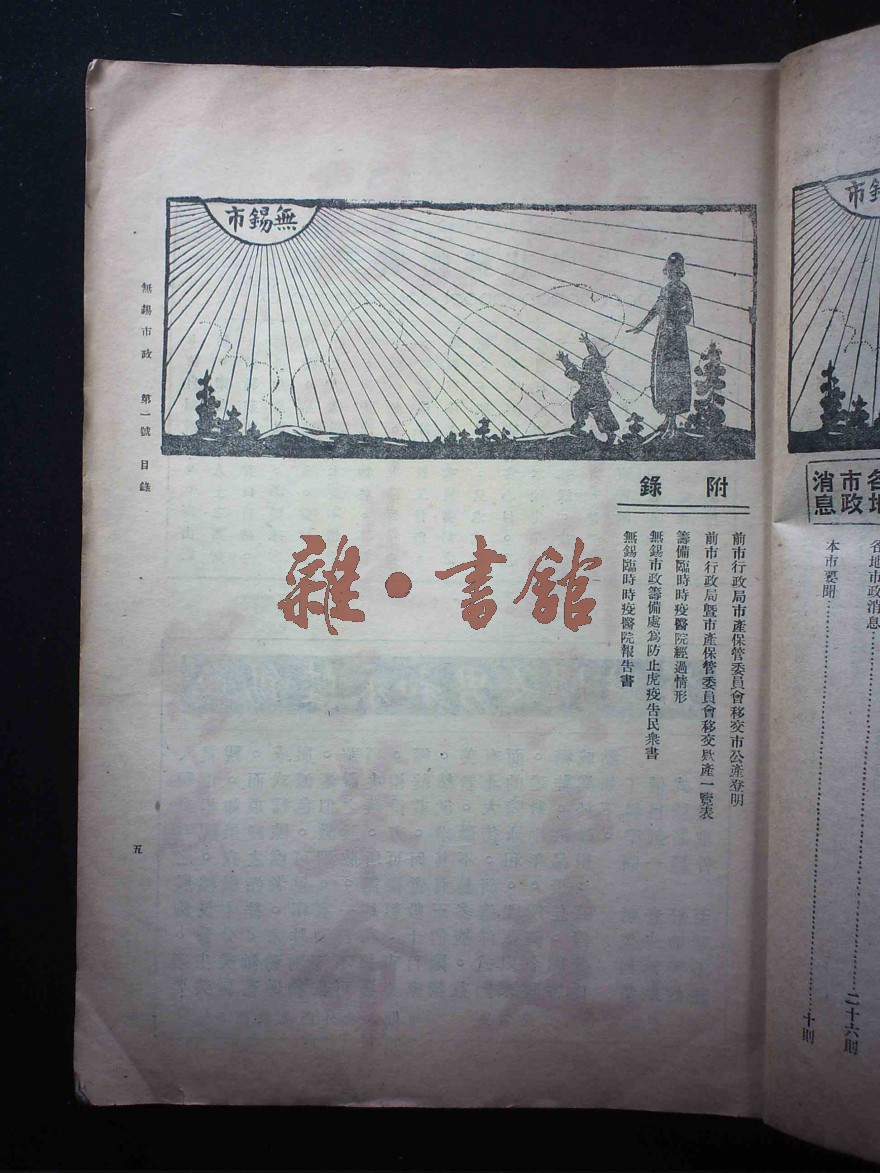 無錫市
附錄
前市行政局市產保管委員會移交市公產登明
前市行政局暨市產保管委員會移交欵產一覽表
籌備臨時時疫醫院經過情形
無錫市政籌備處爲防止虎疫告民衆書
無錫臨時時疫醫院報告書
無錫市政 第一號 目錄
五
雜・書館
各地市政消息
各地市政消息 二十六則
本市要聞 十則